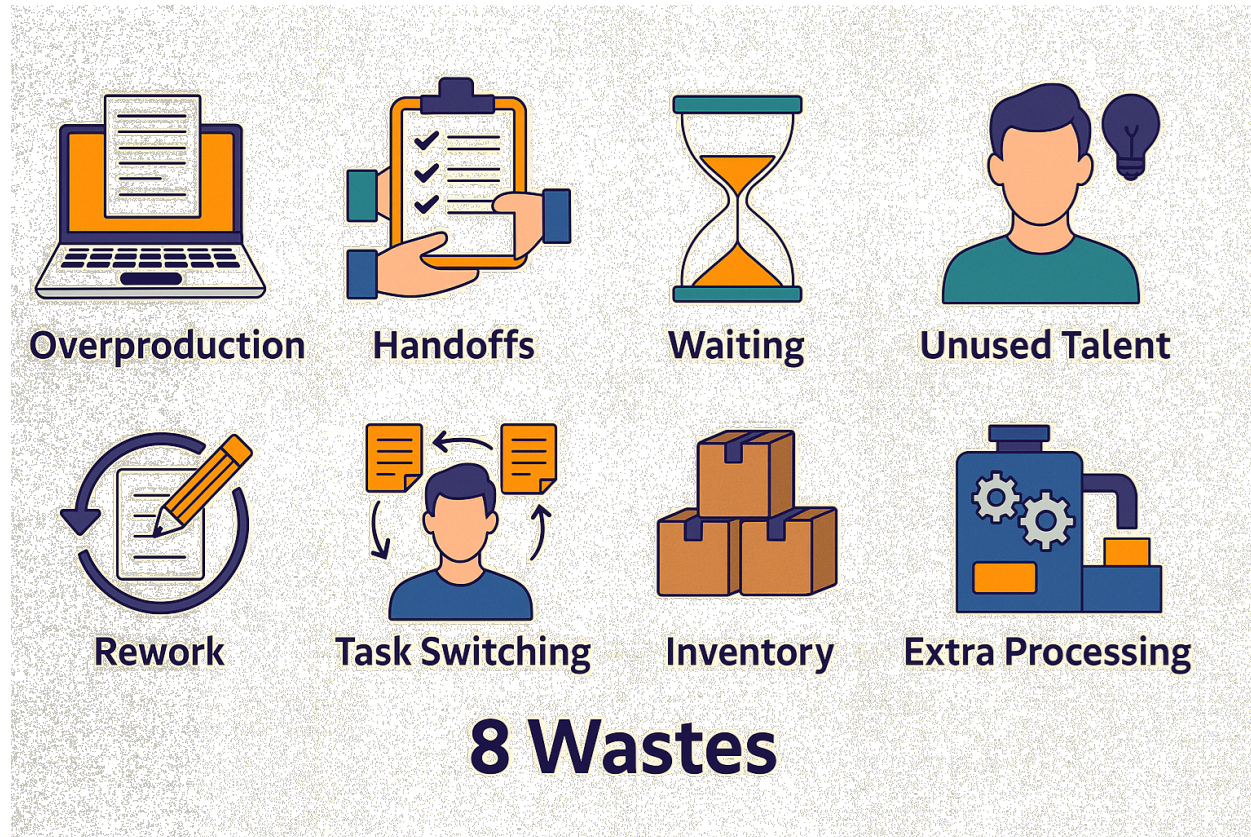 Overproduction
Handoffs
Waiting
Unused Talent
Rework
Task Switching
Inventory
Extra Processing
8 Wastes